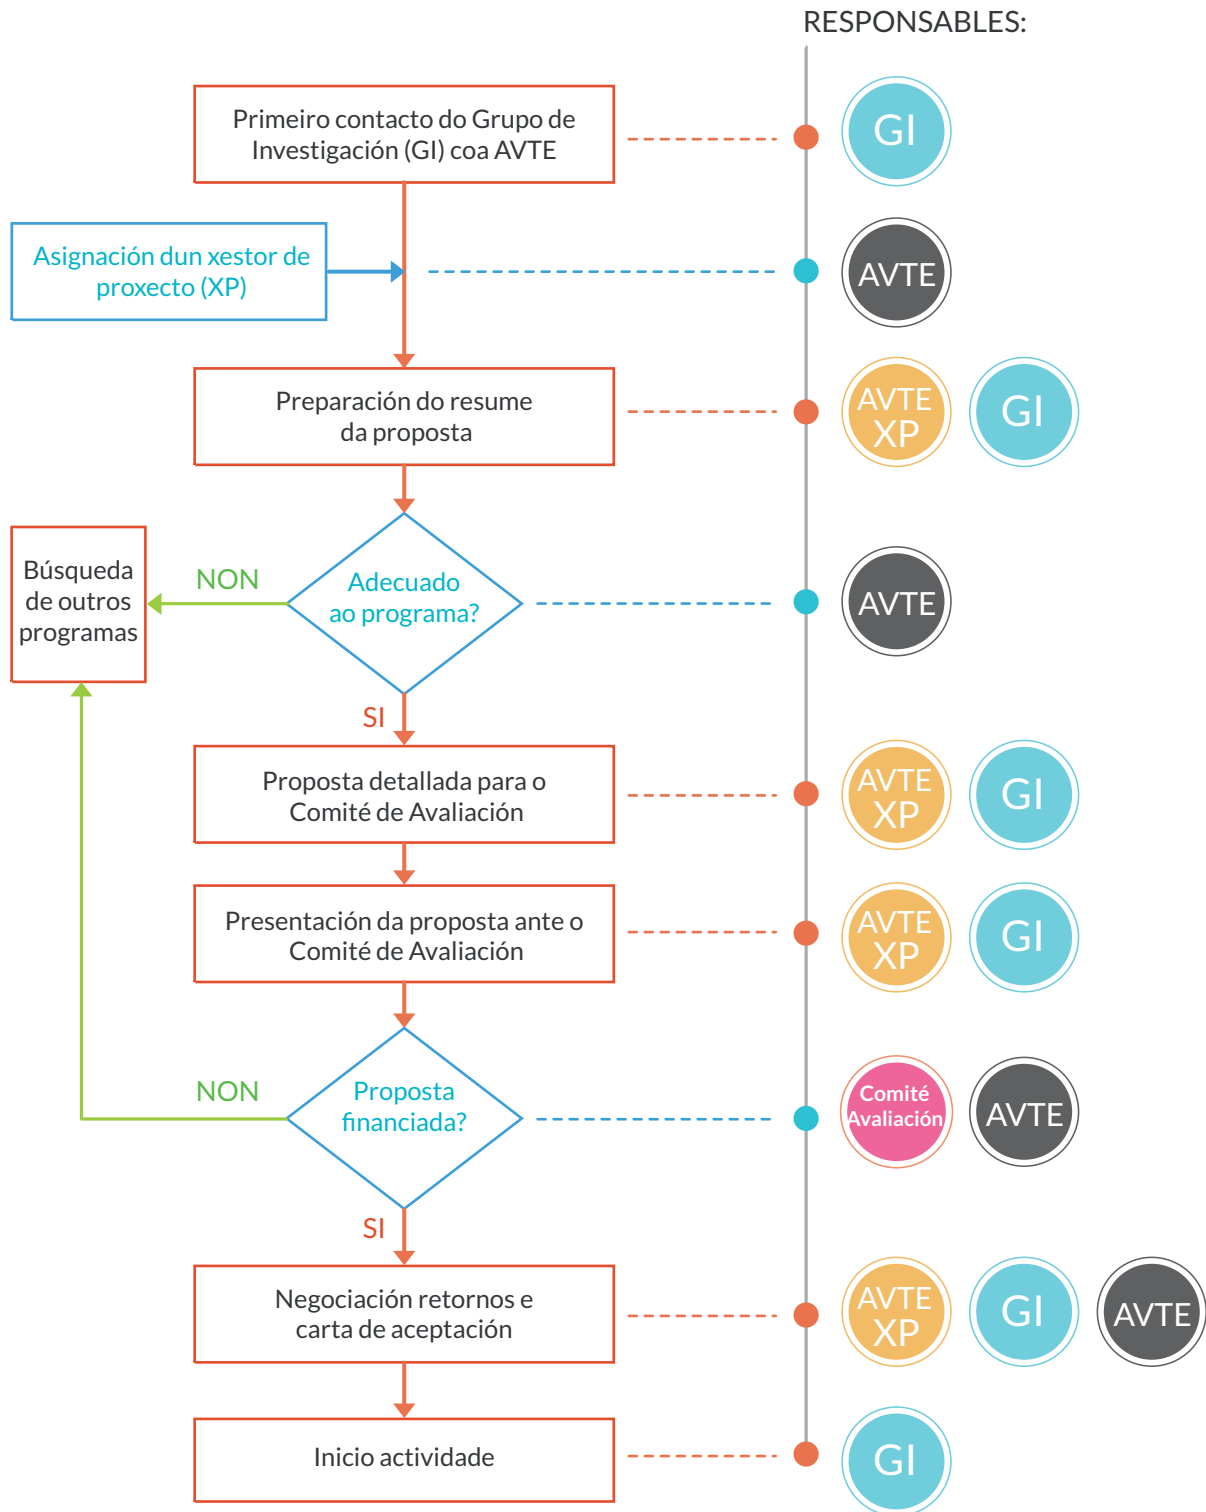 RESPONSABLES:
Primeiro contacto do Grupo de
Investigación (GI) coa AVTE
GI
Asignación dun xestor de
proxecto (XP)
AVTE
Preparación do resume
da proposta
AVTE
XP
GI
Búsqueda
de outros
programas
NON
Adecuado
ao programa?
AVTE
SI
Proposta detallada para o
Comité de Avaliación
AVTE
XP
GI
Presentación da proposta ante o
Comité de Avaliación
AVTE
XP
GI
NON
Proposta
financiada?
Comité
Avaliación
AVTE
SI
Negociación retornos e
carta de aceptación
AVTE
XP
GI
AVTE
Inicio actividade
GI